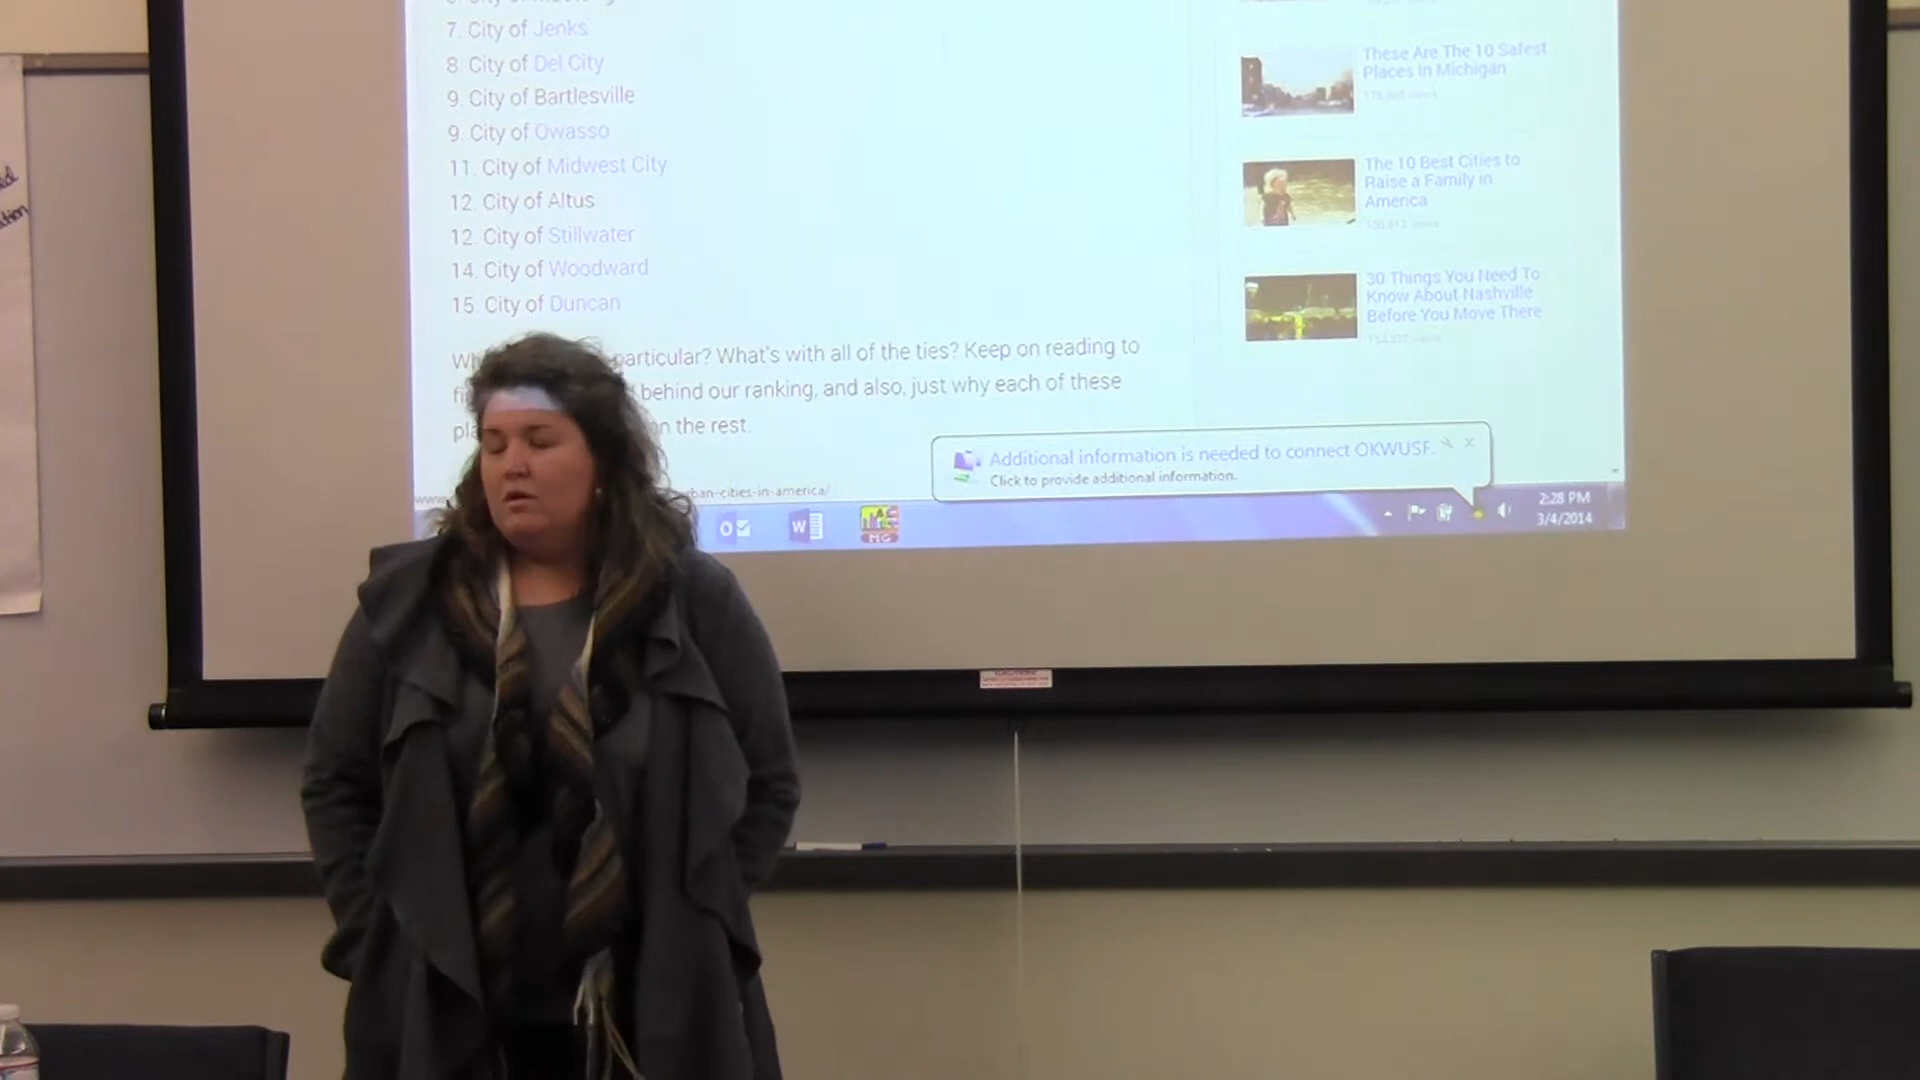 7. City of Jenks
8. City of Del City
9. City of Bartlesville
9. City of Owasso
11. City of Midwest City
12. City of Altus
12. City of Stillwater
14. City of Woodward
15. City of Duncan
particular? What's with all of the ties? Keep on reading to
behind our ranking, and also, just why each of these
the rest.
These Are The 10 Safest
Places In Michigan
The 10 Best Cities to
Raise a Family in
America
30 Things You Need To
Know About Nashville
Before You Move There
Additional information is needed to connect OKWUSF.
Click to provide additional information.
ban-cities-in-america/
O
W
MG
2:28 PM
3/4/2014